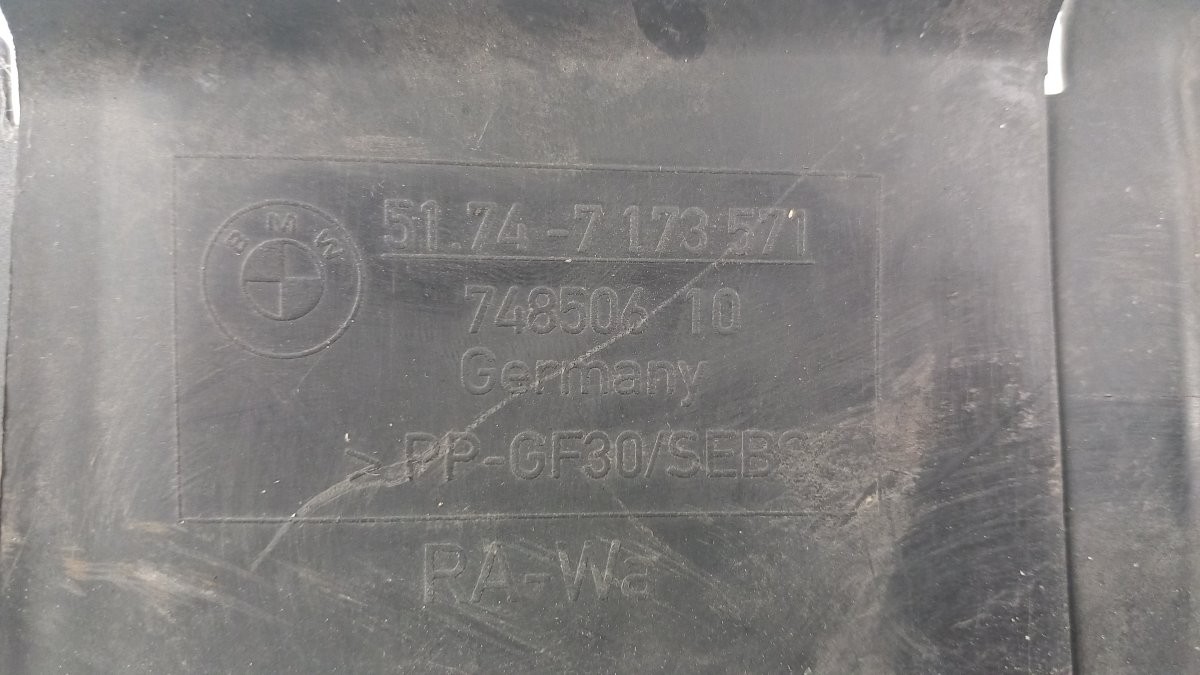 BMW
51.74-7 173 571
748506 10
Germany
> PP-GF30/SEBS
RA-Wa